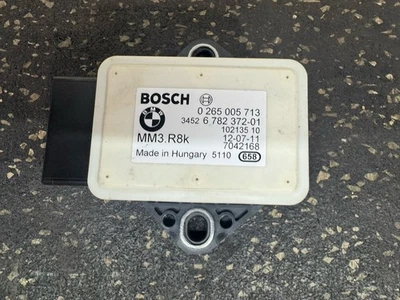 BOSCH
0 265 005 713
BMW
3452 6 782 372-01
102135 10
MM3.R8k
12-07-11
7042168
Made in Hungary 5110
658